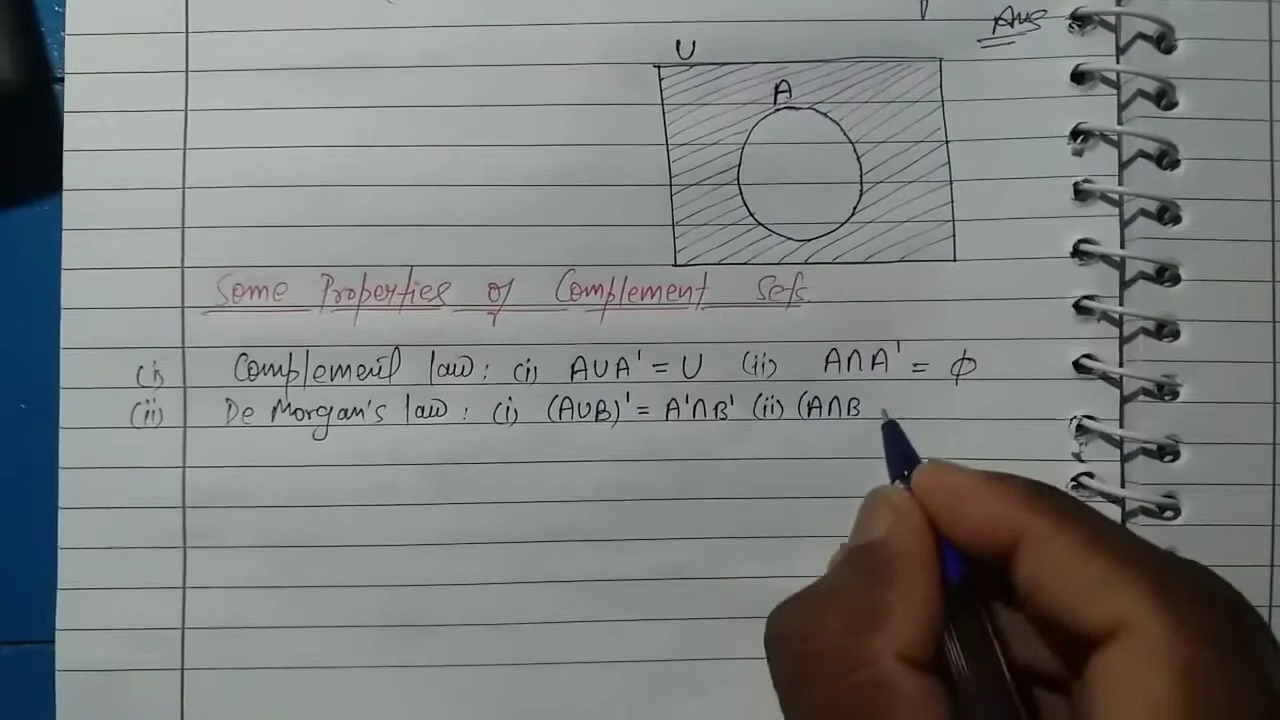 Ans
U
A
Some Properties of Complement Sets
(i) Complement law: (i) A∪A' = U (ii) A∩A' = ϕ
(ii) De Morgan's law: (i) (A∪B)' = A'∩B' (ii) (A∩B